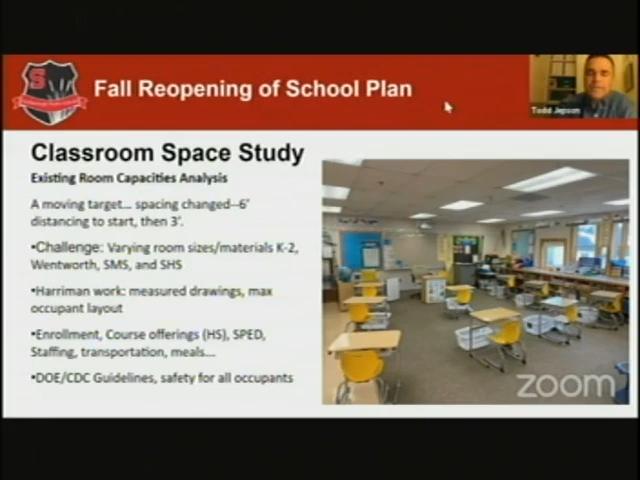 S
Fall Reopening of School Plan
Todd Jepson
Classroom Space Study
Existing Room Capacities Analysis
A moving target... spacing changed--6'
distancing to start, then 3'.
•Challenge: Varying room sizes/materials K-2,
Wentworth, SMS, and SHS
•Harriman work: measured drawings, max
occupant layout
•Enrollment, Course offerings (HS), SPED,
Staffing, transportation, meals...
•DOE/CDC Guidelines, safety for all occupants
zoom